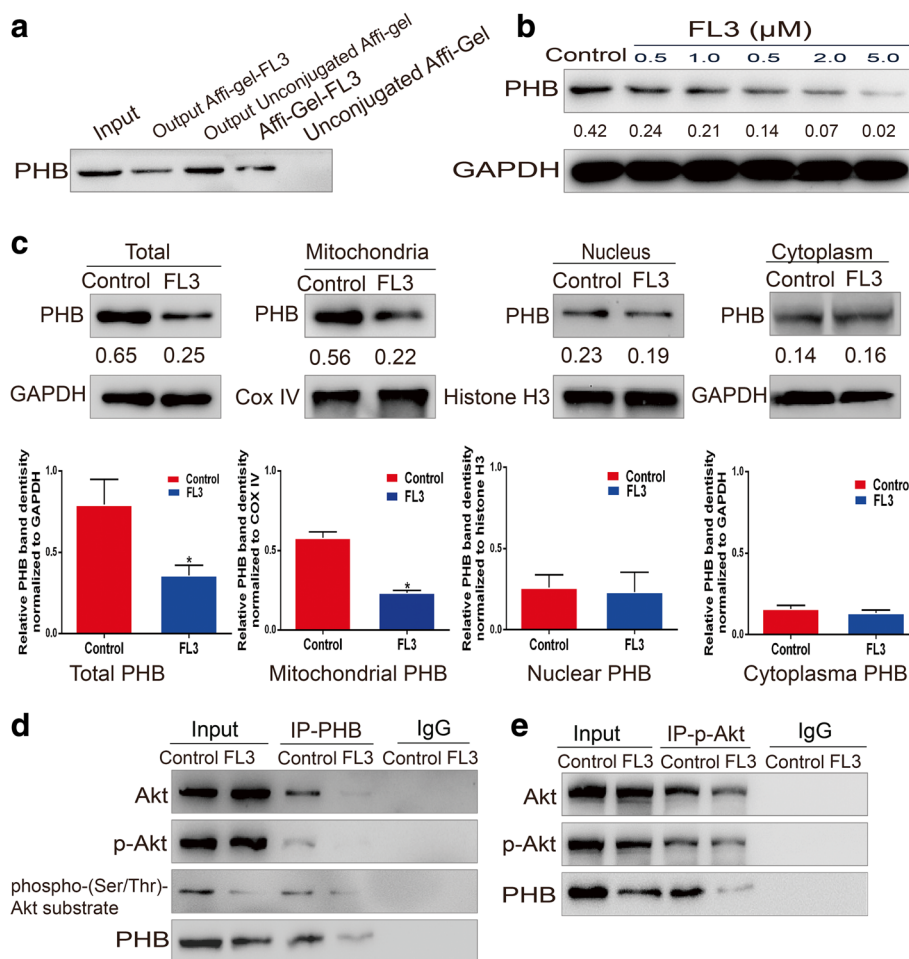 a
Input
Output Affi-gel-FL3
Output Unconjugated Affi-gel
Affi-Gel-FL3
Unconjugated Affi-Gel
PHB
b
FL3 (µM)
Control 0.5 1.0 0.5 2.0 5.0
PHB
0.42 0.24 0.21 0.14 0.07 0.02
GAPDH
c
Total Mitochondria Nucleus Cytoplasm
Control FL3 Control FL3 Control FL3 Control FL3
PHB PHB PHB PHB
0.65 0.25 0.56 0.22 0.23 0.19 0.14 0.16
GAPDH Cox IV Histone H3 GAPDH
Relative PHB band dentisity
normalized to GAPDH
1.0
0.5
0.0
Control
FL3
*
Control FL3
Total PHB
Relative PHB band dentisity
normalized to COX IV
1.0
0.5
0.0
Control
FL3
*
Control FL3
Mitochondrial PHB
Relative PHB band dentisity
normalized to histone H3
1.0
0.5
0.0
Control
FL3
Control FL3
Nuclear PHB
Relative PHB band dentisity
normalized to GAPDH
1.0
0.5
0.0
Control
FL3
Control FL3
Cytoplasma PHB
d
Input IP-PHB IgG
Control FL3 Control FL3 Control FL3
Akt
p-Akt
phospho-(Ser/Thr)-
Akt substrate
PHB
e
Input IP-p-Akt IgG
Control FL3 Control FL3 Control FL3
Akt
p-Akt
PHB